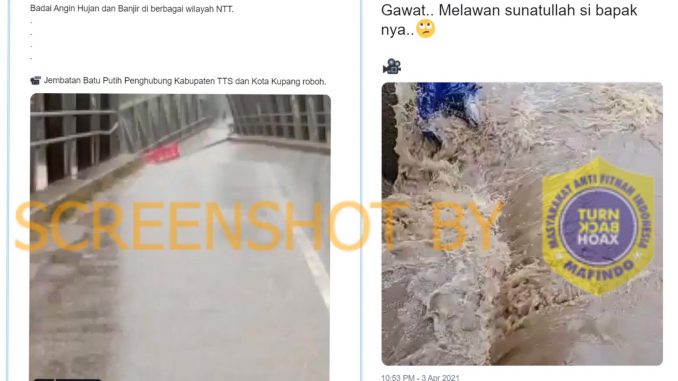 Badai Angin Hujan dan Banjir di berbagai wilayah NTT.
.
.
.
.
📹 Jembatan Batu Putih Penghubung Kabupaten TTS dan Kota Kupang roboh.
Gawat.. Melawan sunatullah si bapak
nya..🙄
🎥
SCREENSHOT BY
MASYARAKAT ANTI FITNAH INDONESIA
TURN
BACK
HOAX
MAFINDO
10:53 PM - 3 Apr 2021